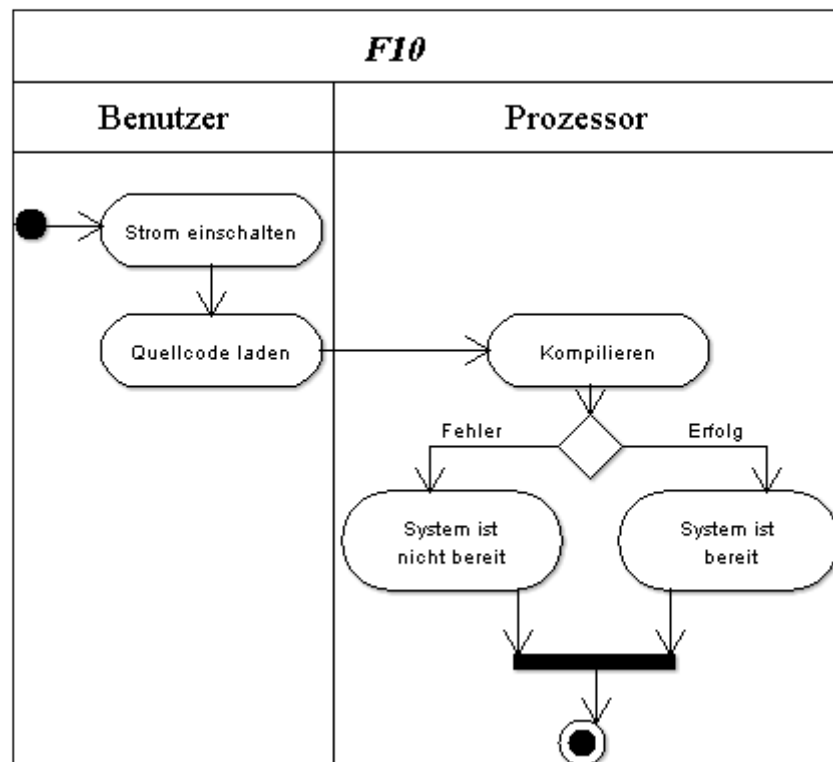 F10
Benutzer
Prozessor
Strom einschalten
Quellcode laden
Kompilieren
Fehler
Erfolg
System ist
nicht bereit
System ist
bereit